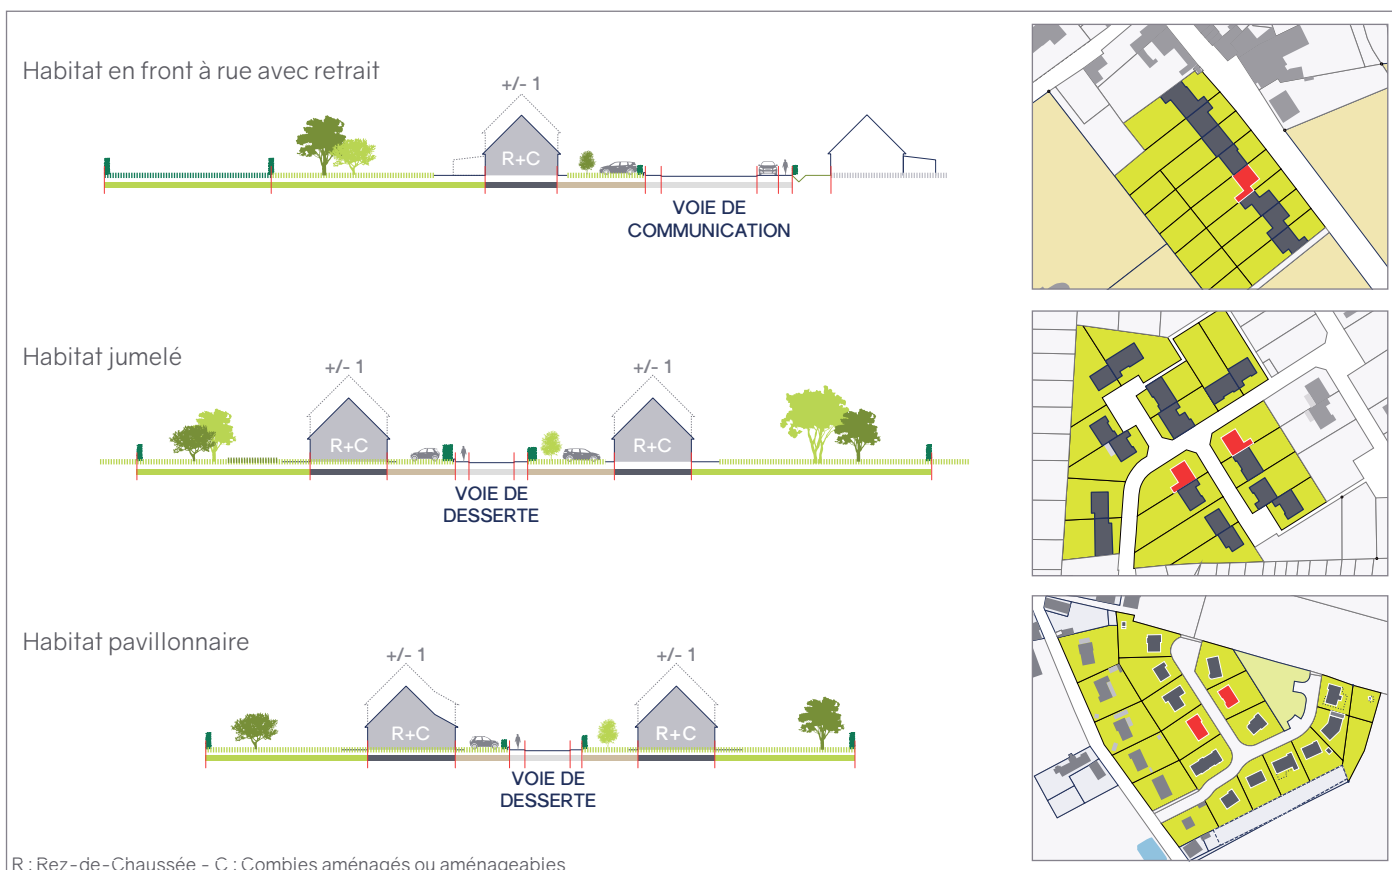 Habitat en front à rue avec retrait
+/- 1
R+C
VOIE DE
COMMUNICATION
Habitat jumelé
+/- 1
+/- 1
R+C
R+C
VOIE DE
DESSERTE
Habitat pavillonnaire
+/- 1
+/- 1
R+C
R+C
VOIE DE
DESSERTE
R : Rez-de-Chaussée - C : Combles aménagés ou aménageables